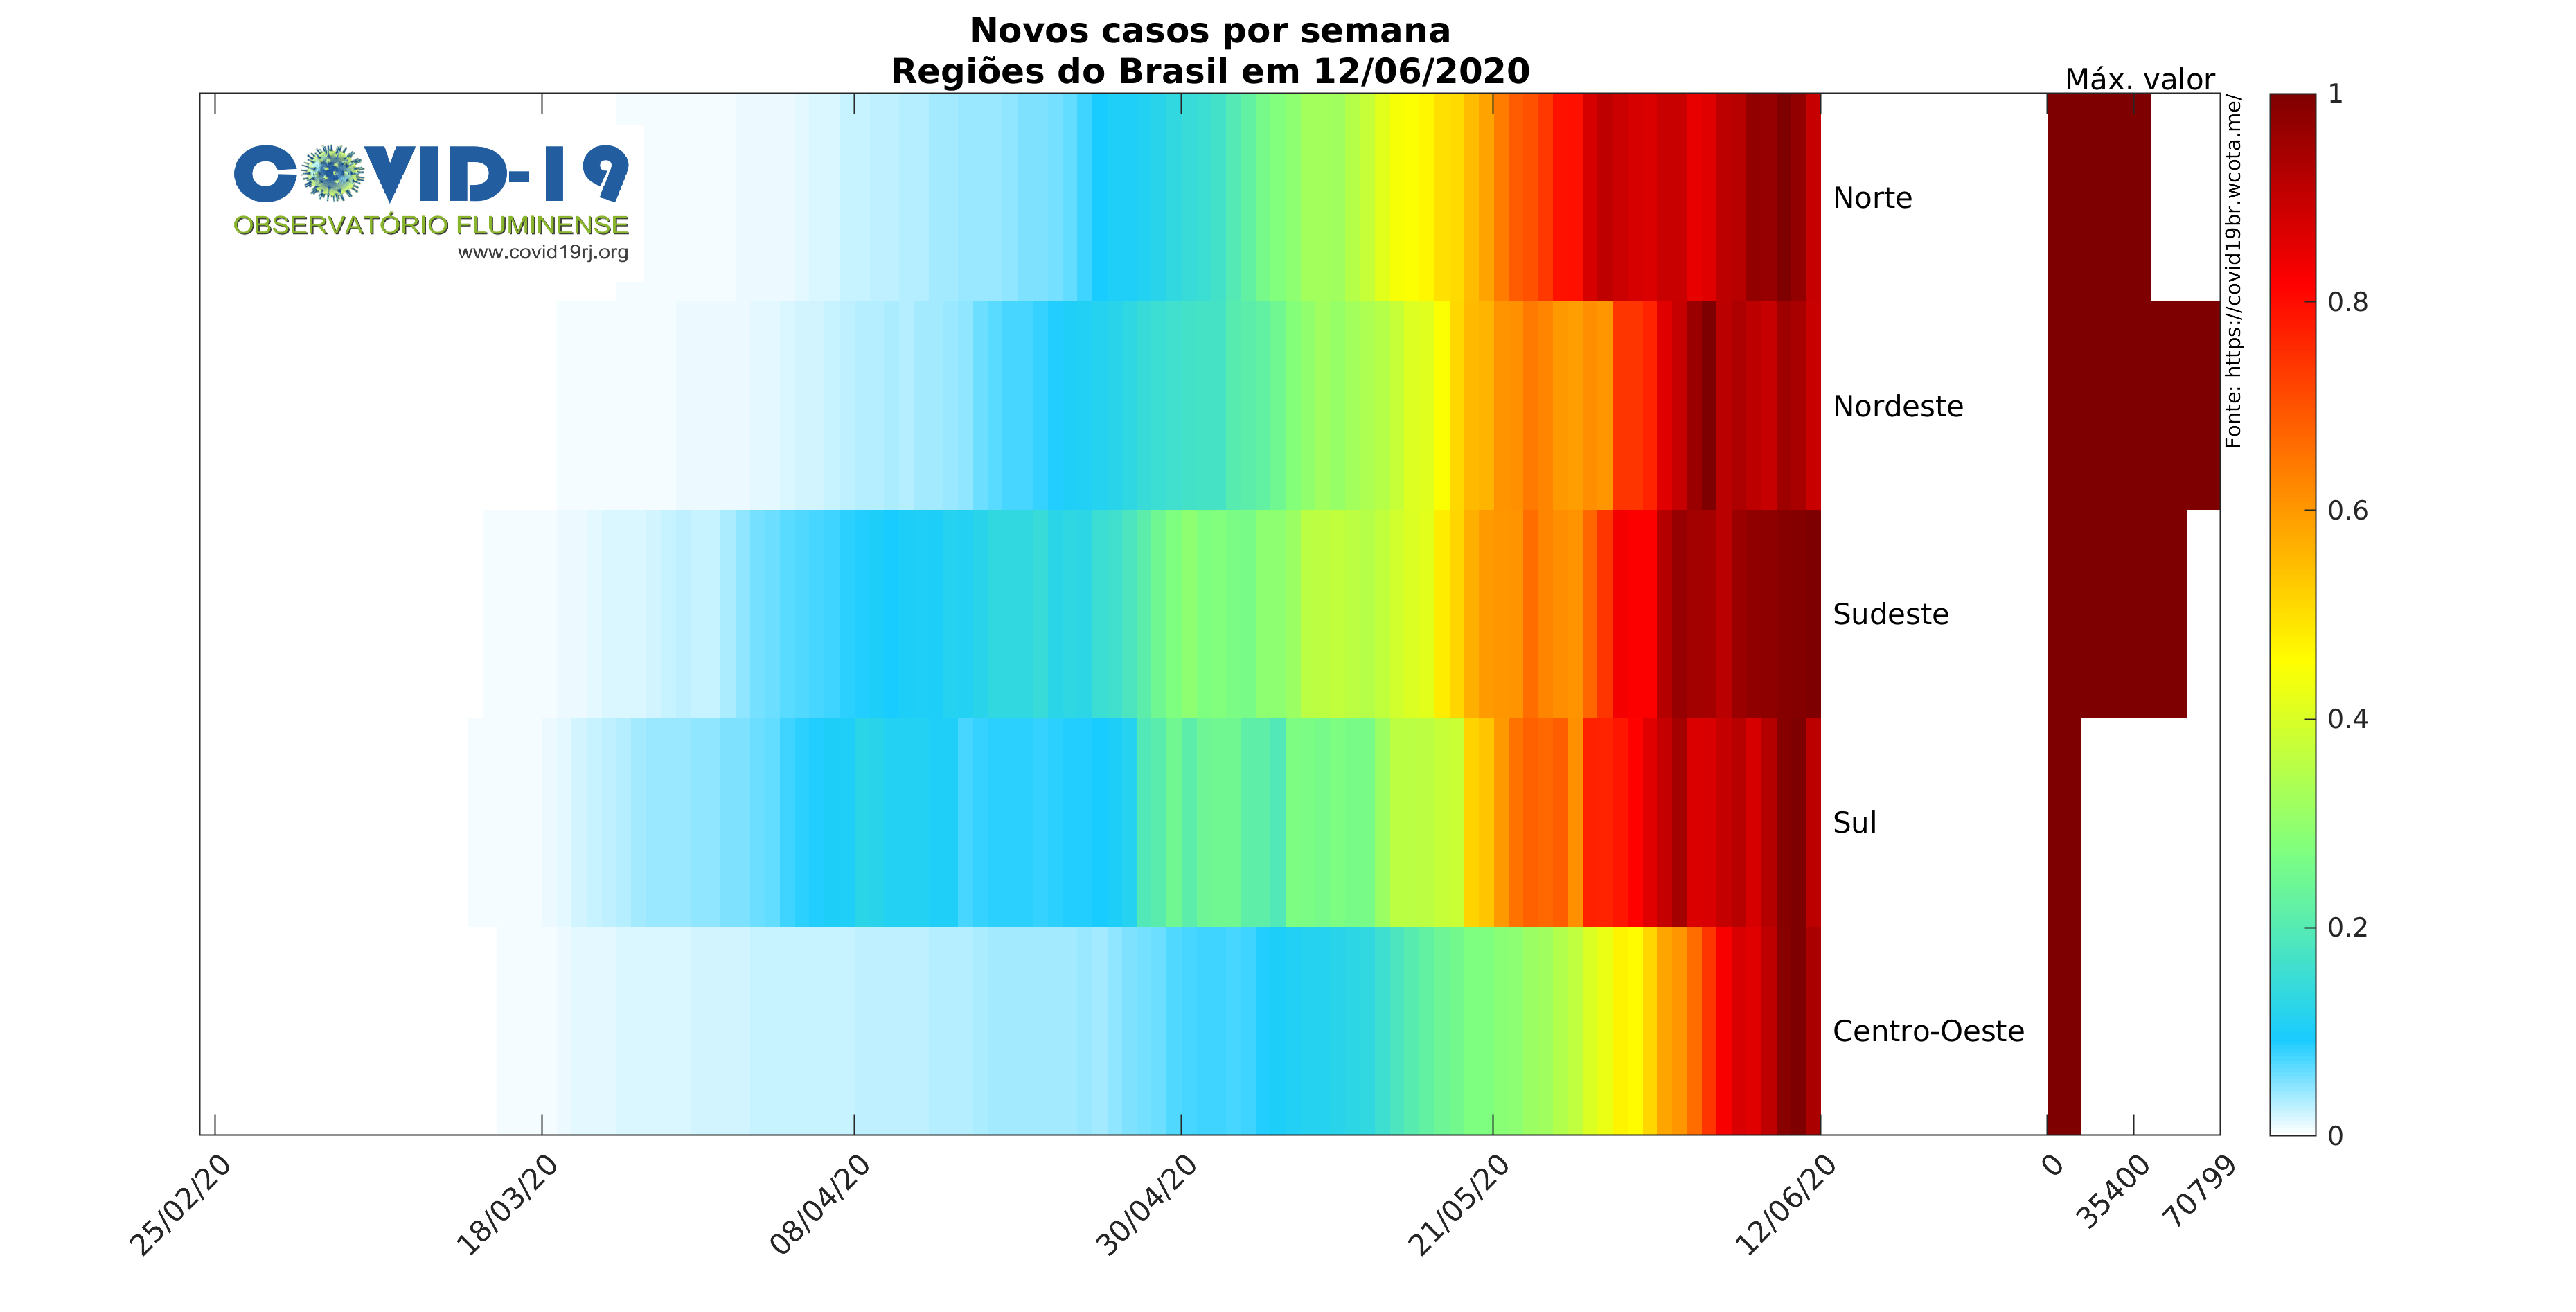 Novos casos por semana
Regiões do Brasil em 12/06/2020
Máx. valor
COVID-19
OBSERVATÓRIO FLUMINENSE
www.covid19rj.org
Norte
Nordeste
Sudeste
Sul
Centro-Oeste
Fonte: https://covid19br.wcota.me/
1
0.8
0.6
0.4
0.2
0
25/02/20
18/03/20
08/04/20
30/04/20
21/05/20
12/06/20
0
35400
70799